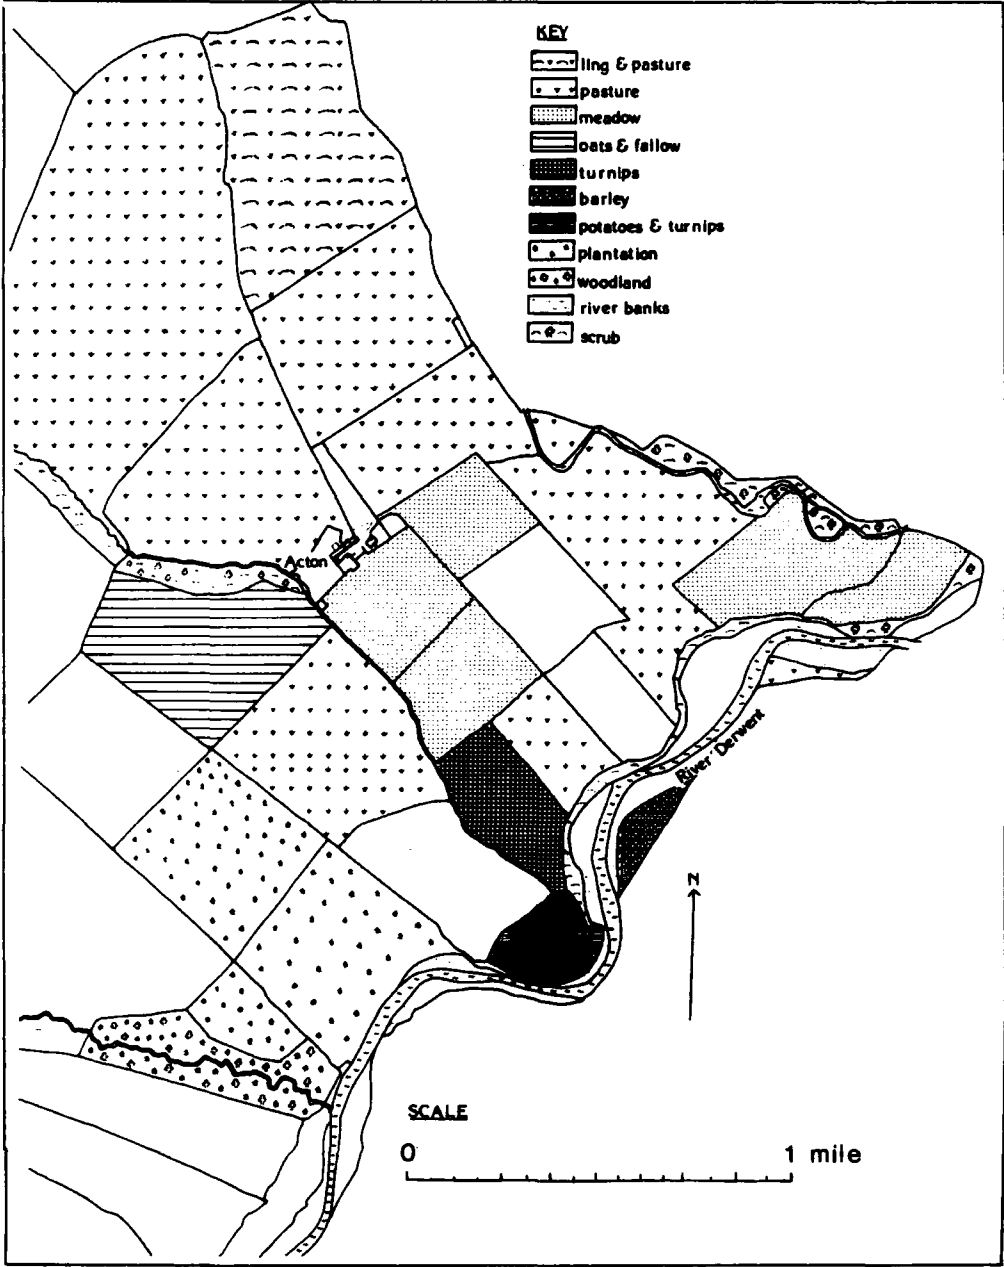 KEY
ling & pasture
pasture
meadow
oats & fallow
turnips
barley
potatoes & turnips
plantation
woodland
river banks
scrub
Acton
River Derwent
N
SCALE
0 1 mile